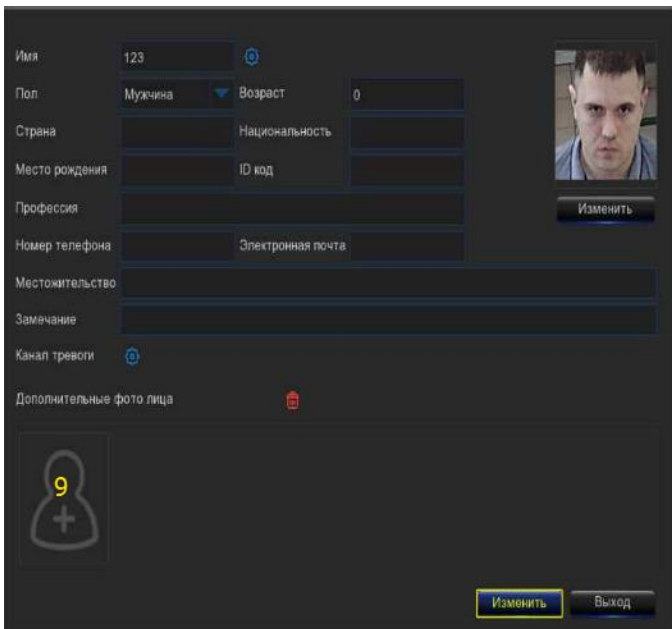 Имя 123
Пол Мужчина Возраст 0
Страна Национальность
Место рождения ID код
Профессия Изменить
Номер телефона Электронная почта
Местожительство
Замечание
Канал тревоги
Дополнительные фото лица
9
Изменить Выход